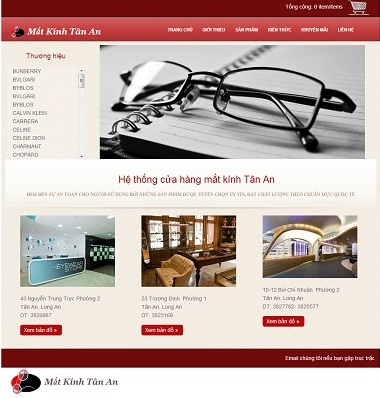 Tổng cộng: 0 item/items
Mắt Kính Tân An
TRANG CHỦ GIỚI THIỆU SẢN PHẨM KIẾN THỨC KHUYẾN MÃI LIÊN HỆ
Thương hiệu
BURBERRY
BVLGARI
BYBLOS
BVLGARI
BYBLOS
CALVIN KLEIN
CARRERA
CELINE
CELINE DION
CHARMANT
CHOPARD
Hệ thống cửa hàng mắt kính Tân An
ĐEM ĐẾN SỰ AN TOÀN CHO NGƯỜI SỬ DỤNG BỞI NHỮNG SẢN PHẨM ĐƯỢC TUYỂN CHỌN UY TÍN, ĐẠT CHẤT LƯỢNG THEO CHUẨN MỰC QUỐC TẾ
EYEWEAR STORE
43 Nguyễn Trung Trực Phường 2
Tân An, Long An
DT: 3826987
Xem bản đồ »
53 Trương Định, Phường 1
Tân An, Long An
DT: 3523169
Xem bản đồ »
10-12 Bùi Chí Nhuận, Phường 2
Tân An, Long An
DT: 3827782- 3820577
Xem bản đồ »
Email chúng tôi nếu bạn gặp trục trặc
Mắt Kính Tân An